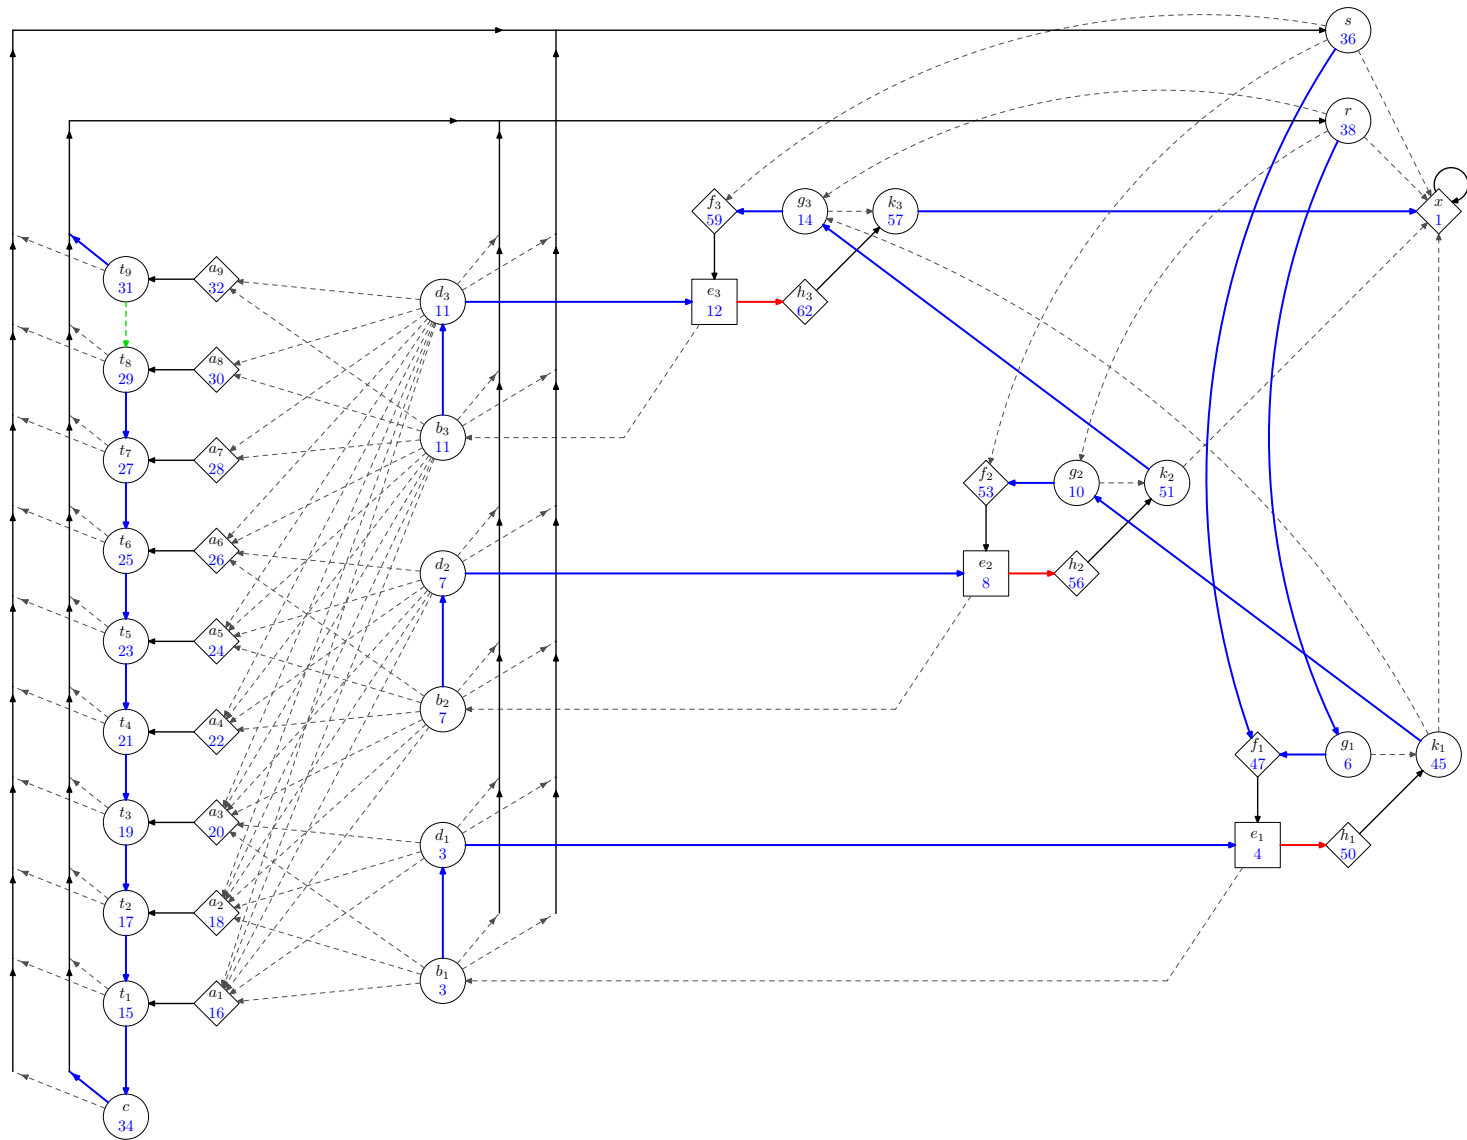 s
36
r
38
x
1
f₃
59
g₃
14
k₃
57
t₉
31
a₉
32
d₃
11
e₃
12
h₃
62
t₈
29
a₈
30
t₇
27
a₇
28
b₃
11
f₂
53
g₂
10
k₂
51
t₆
25
a₆
26
d₂
7
e₂
8
h₂
56
t₅
23
a₅
24
t₄
21
a₄
22
b₂
7
f₁
47
g₁
6
k₁
45
t₃
19
a₃
20
d₁
3
e₁
4
h₁
50
t₂
17
a₂
18
t₁
15
a₁
16
b₁
3
c
34